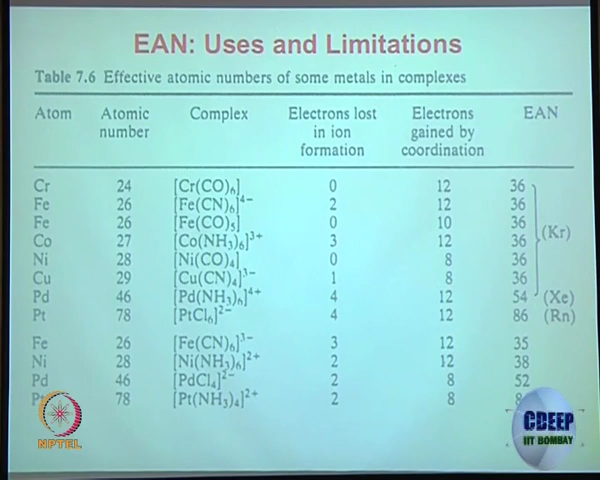 EAN: Uses and Limitations
Table 7.6 Effective atomic numbers of some metals in complexes
Atom Atomic number Complex Electrons lost in ion formation Electrons gained by coordination EAN
Cr 24 [Cr(CO)₆] 0 12 36
Fe 26 [Fe(CN)₆]⁴⁻ 2 12 36
Fe 26 [Fe(CO)₅] 0 10 36
Co 27 [Co(NH₃)₆]³⁺ 3 12 36
Ni 28 [Ni(CO)₄] 0 8 36
Cu 29 [Cu(CN)₄]³⁻ 1 8 36
(Kr)
Pd 46 [Pd(NH₃)₆]⁴⁺ 4 12 54 (Xe)
Pt 78 [PtCl₆]²⁻ 4 12 86 (Rn)
Fe 26 [Fe(CN)₆]³⁻ 3 12 35
Ni 28 [Ni(NH₃)₆]²⁺ 2 12 38
Pd 46 [PdCl₄]²⁻ 2 8 52
78 [Pt(NH₃)₄]²⁺ 2 8
NPTEL
CDEEP
IIT BOMBAY